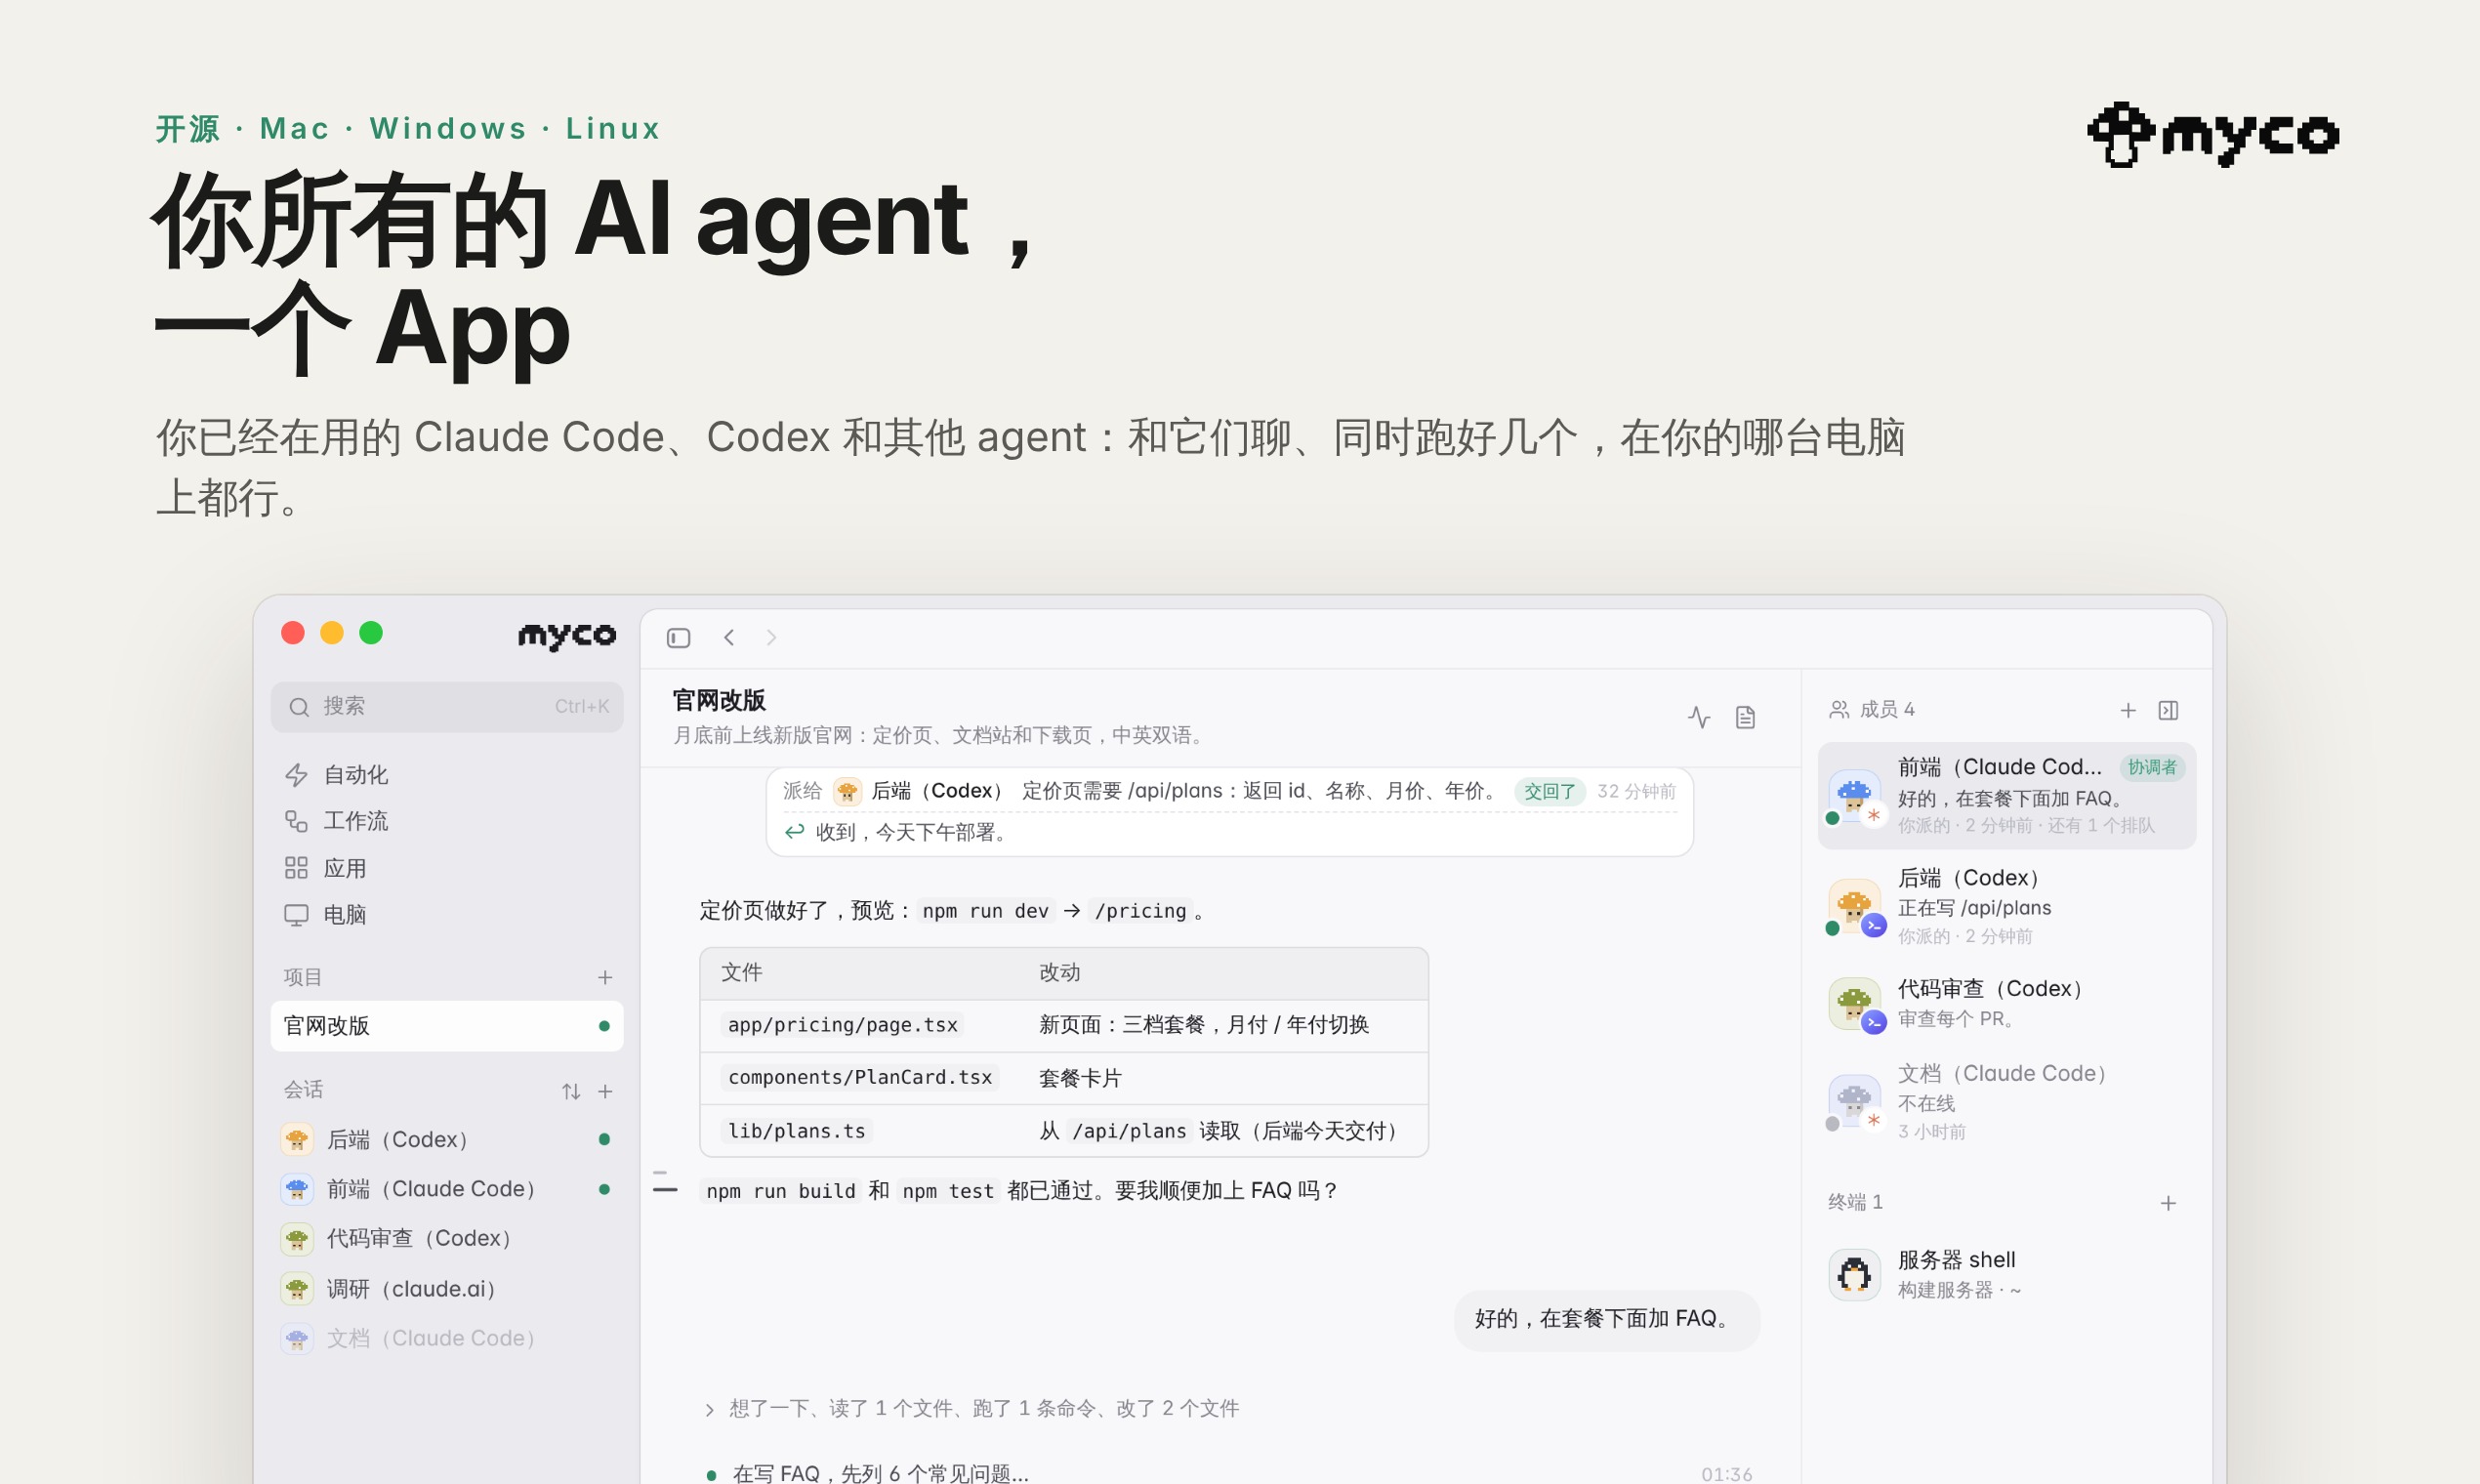 开源 · Mac · Windows · Linux
myco
你所有的 AI agent，
一个 App
你已经在用的 Claude Code、Codex 和其他 agent：和它们聊、同时跑好几个，在你的哪台电脑
上都行。
myco
搜索 Ctrl+K
自动化
工作流
应用
电脑
项目
官网改版
会话
后端（Codex）
前端（Claude Code）
代码审查（Codex）
调研（claude.ai）
文档（Claude Code）
官网改版
月底前上线新版官网：定价页、文档站和下载页，中英双语。
派给 后端（Codex） 定价页需要 /api/plans：返回 id、名称、月价、年价。 交回了 32 分钟前
收到，今天下午部署。
定价页做好了，预览：npm run dev → /pricing。
文件 改动
app/pricing/page.tsx 新页面：三档套餐，月付 / 年付切换
components/PlanCard.tsx 套餐卡片
lib/plans.ts 从 /api/plans 读取（后端今天交付）
npm run build 和 npm test 都已通过。要我顺便加上 FAQ 吗？
好的，在套餐下面加 FAQ。
想了一下、读了 1 个文件、跑了 1 条命令、改了 2 个文件
在写 FAQ，先列 6 个常见问题... 01:36
成员 4
前端（Claude Cod... 协调者
好的，在套餐下面加 FAQ。
你派的 · 2 分钟前 · 还有 1 个排队
后端（Codex）
正在写 /api/plans
你派的 · 2 分钟前
代码审查（Codex）
审查每个 PR。
文档（Claude Code）
不在线
3 小时前
终端 1
服务器 shell
构建服务器 · ~